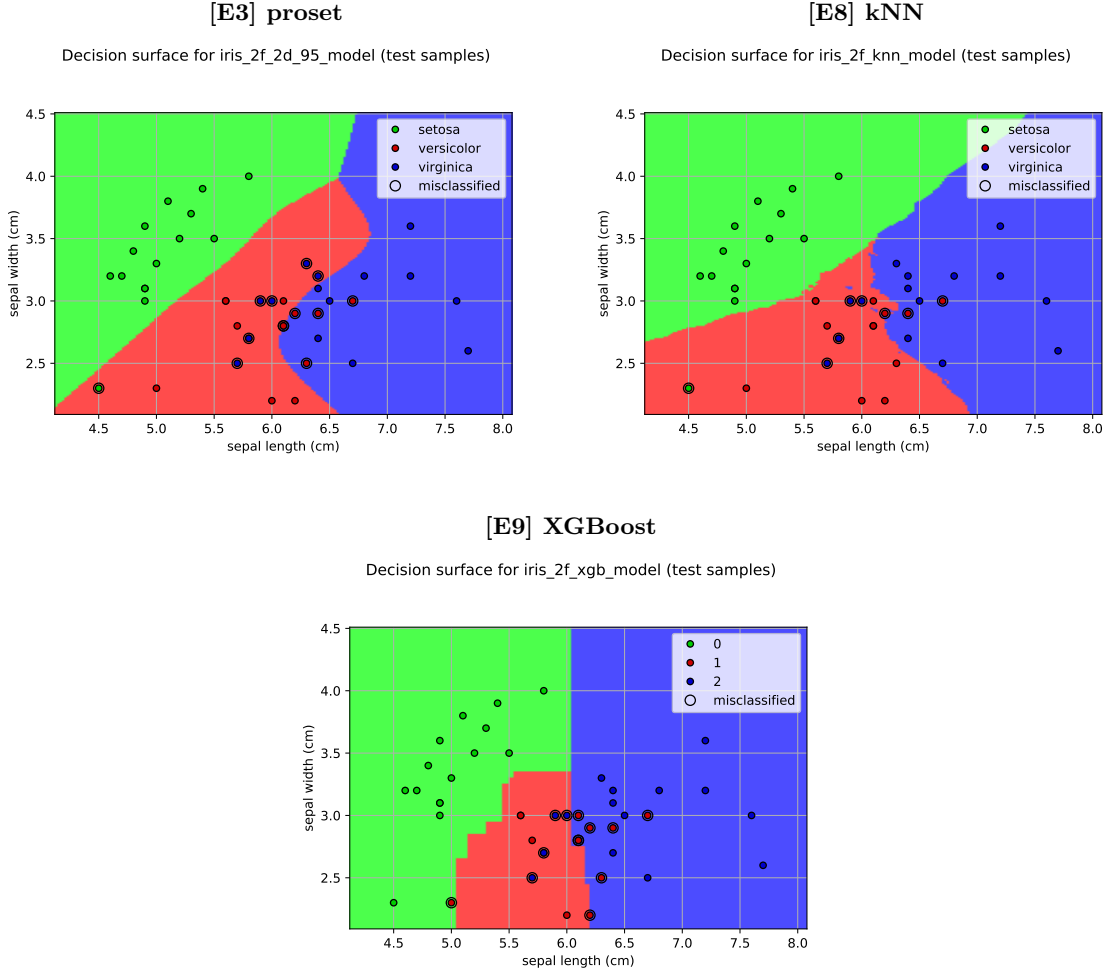 [E3] proset
Decision surface for iris_2f_2d_95_model (test samples)
4.5
4.0
3.5
3.0
2.5
sepal width (cm)
setosa
versicolor
virginica
misclassified
4.5 5.0 5.5 6.0 6.5 7.0 7.5 8.0
sepal length (cm)
[E8] kNN
Decision surface for iris_2f_knn_model (test samples)
4.5
4.0
3.5
3.0
2.5
sepal width (cm)
setosa
versicolor
virginica
misclassified
4.5 5.0 5.5 6.0 6.5 7.0 7.5 8.0
sepal length (cm)
[E9] XGBoost
Decision surface for iris_2f_xgb_model (test samples)
4.5
4.0
3.5
3.0
2.5
sepal width (cm)
0
1
2
misclassified
4.5 5.0 5.5 6.0 6.5 7.0 7.5 8.0
sepal length (cm)